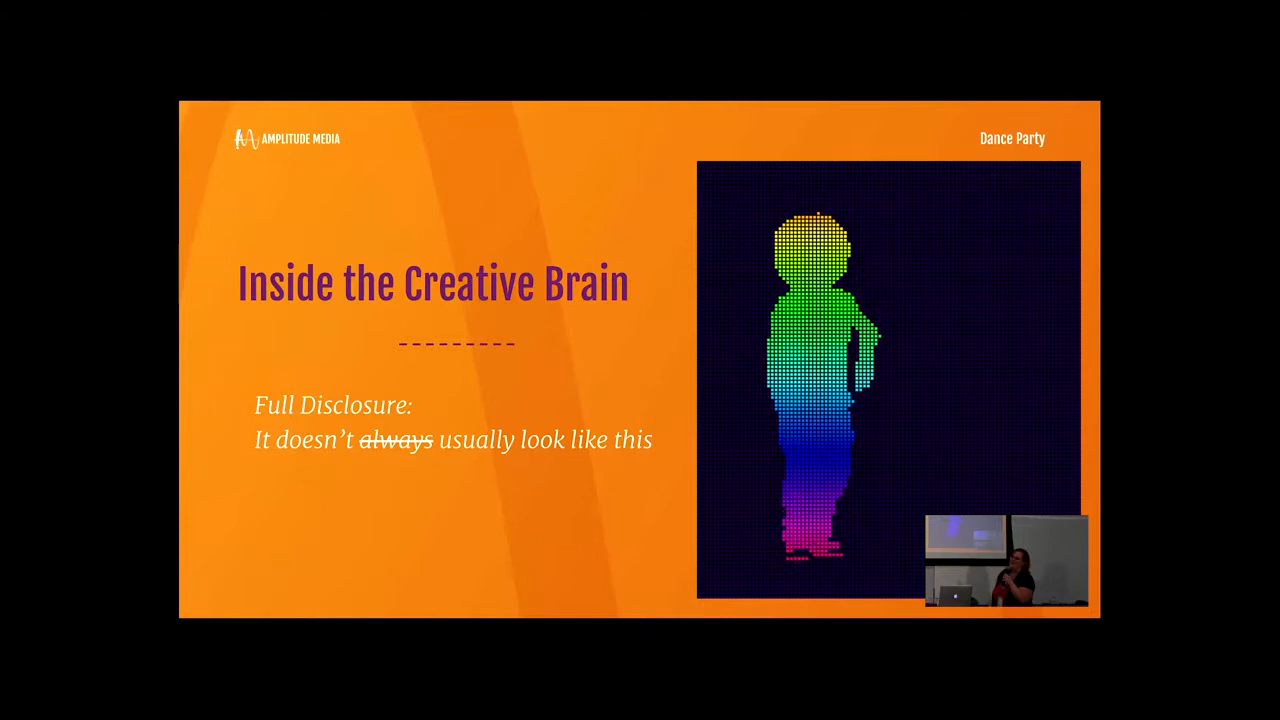 AMPLITUDE MEDIA
Dance Party
Inside the Creative Brain
Full Disclosure:
It doesn’t always usually look like this